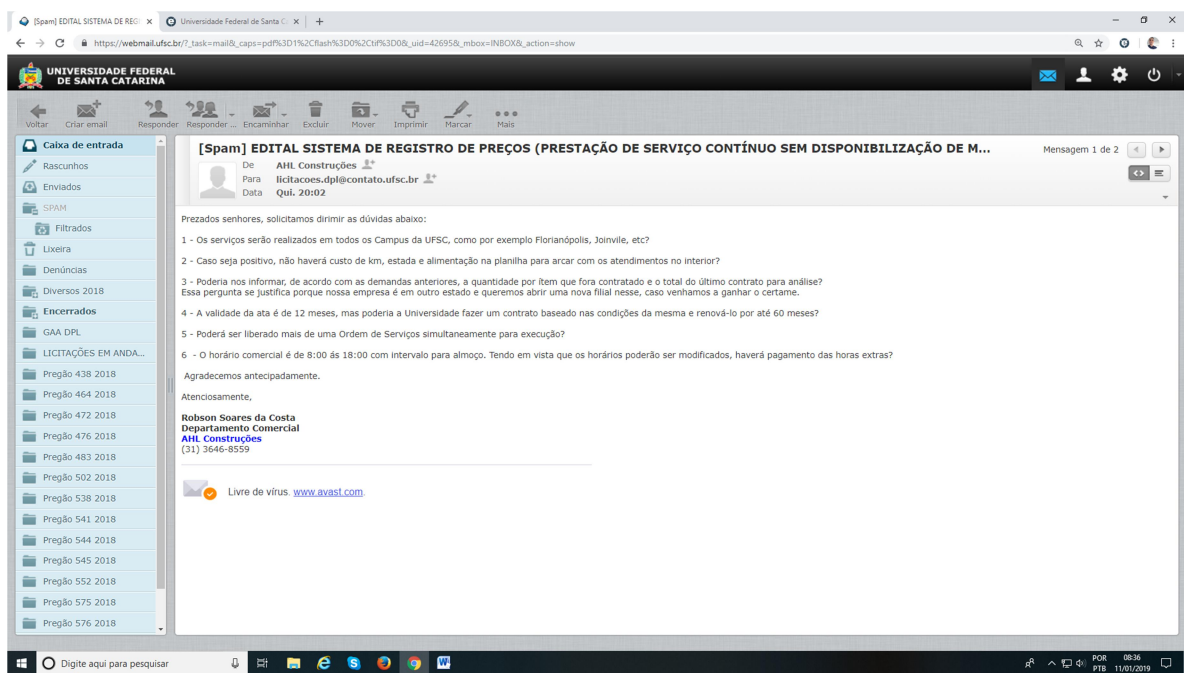 [Spam] EDITAL SISTEMA DE REG
Universidade Federal de Santa C
https://webmail.ufsc.br/?_task=mail&_caps=pdf%3D1%2Cflash%3D0%2Ctif%3D0&_uid=42695&_mbox=INBOX&_action=show
UNIVERSIDADE FEDERAL
DE SANTA CATARINA
Voltar Criar email Responder Responder ... Encaminhar Excluir Mover Imprimir Marcar Mais
Caixa de entrada
Rascunhos
Enviados
SPAM
Filtrados
Lixeira
Denúncias
Diversos 2018
Encerrados
GAA DPL
LICITAÇÕES EM ANDA...
Pregão 438 2018
Pregão 464 2018
Pregão 472 2018
Pregão 476 2018
Pregão 483 2018
Pregão 502 2018
Pregão 538 2018
Pregão 541 2018
Pregão 544 2018
Pregão 545 2018
Pregão 552 2018
Pregão 575 2018
Pregão 576 2018
[Spam] EDITAL SISTEMA DE REGISTRO DE PREÇOS (PRESTAÇÃO DE SERVIÇO CONTÍNUO SEM DISPONIBILIZAÇÃO DE M...
Mensagem 1 de 2
De AHL Construções
Para licitacoes.dpl@contato.ufsc.br
Data Qui. 20:02
Prezados senhores, solicitamos dirimir as dúvidas abaixo:
1 - Os serviços serão realizados em todos os Campus da UFSC, como por exemplo Florianópolis, Joinvile, etc?
2 - Caso seja positivo, não haverá custo de km, estada e alimentação na planilha para arcar com os atendimentos no interior?
3 - Poderia nos informar, de acordo com as demandas anteriores, a quantidade por ítem que fora contratado e o total do último contrato para análise?
Essa pergunta se justifica porque nossa empresa é em outro estado e queremos abrir uma nova filial nesse, caso venhamos a ganhar o certame.
4 - A validade da ata é de 12 meses, mas poderia a Universidade fazer um contrato baseado nas condições da mesma e renová-lo por até 60 meses?
5 - Poderá ser liberado mais de uma Ordem de Serviços simultaneamente para execução?
6 - O horário comercial é de 8:00 ás 18:00 com intervalo para almoço. Tendo em vista que os horários poderão ser modificados, haverá pagamento das horas extras?
Agradecemos antecipadamente.
Atenciosamente,
Robson Soares da Costa
Departamento Comercial
AHL Construções
(31) 3646-8559
Livre de vírus. www.avast.com.
Digite aqui para pesquisar
POR 08:36
PTB 11/01/2019